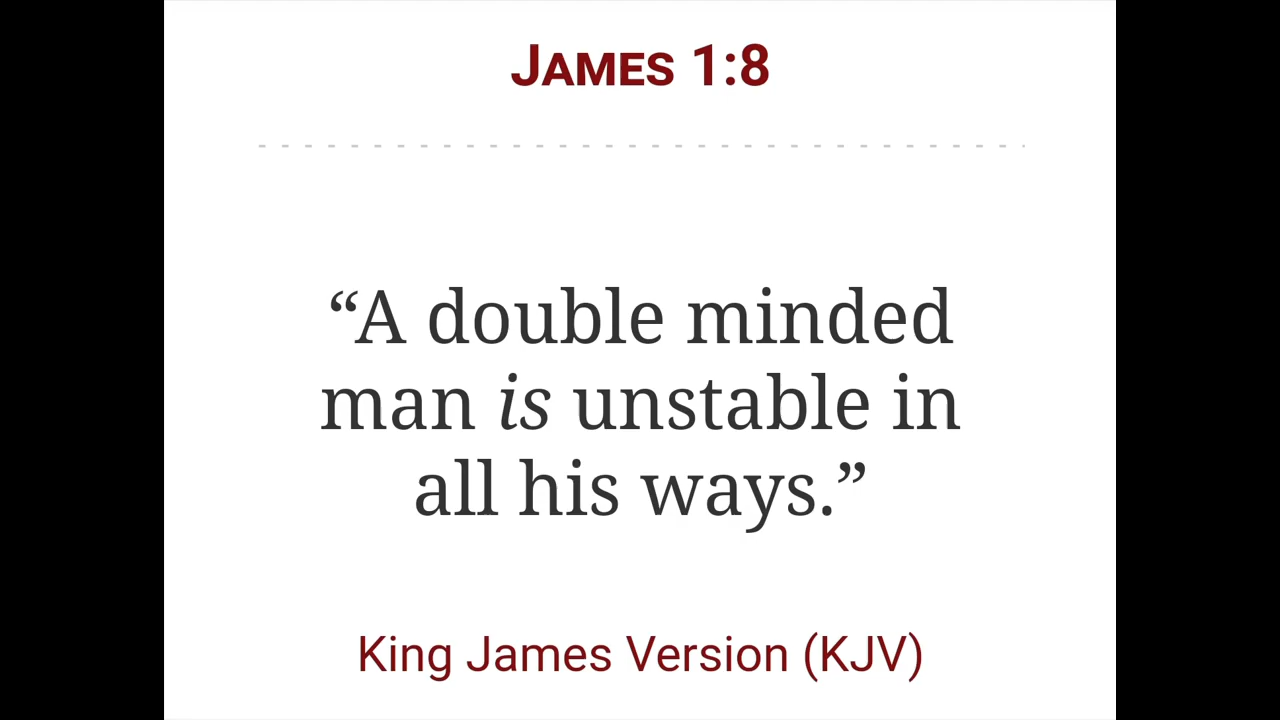 James 1:8
“A double minded
man is unstable in
all his ways.”
King James Version (KJV)